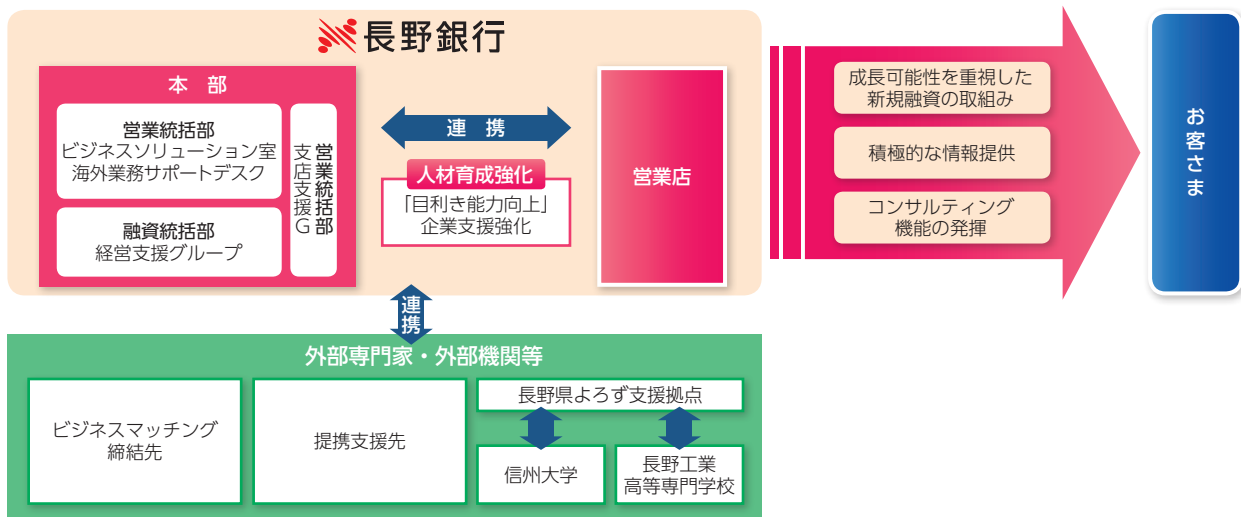 長野銀行
本部
営業統括部
ビジネスソリューション室
海外業務サポートデスク
融資統括部
経営支援グループ
営業統括部
支店支援G
連携
人材育成強化
「目利き能力向上」
企業支援強化
営業店
成長可能性を重視した
新規融資の取組み
積極的な情報提供
コンサルティング
機能の発揮
お客さま
連携
外部専門家・外部機関等
ビジネスマッチング
締結先
提携支援先
長野県よろず支援拠点
信州大学
長野工業
高等専門学校